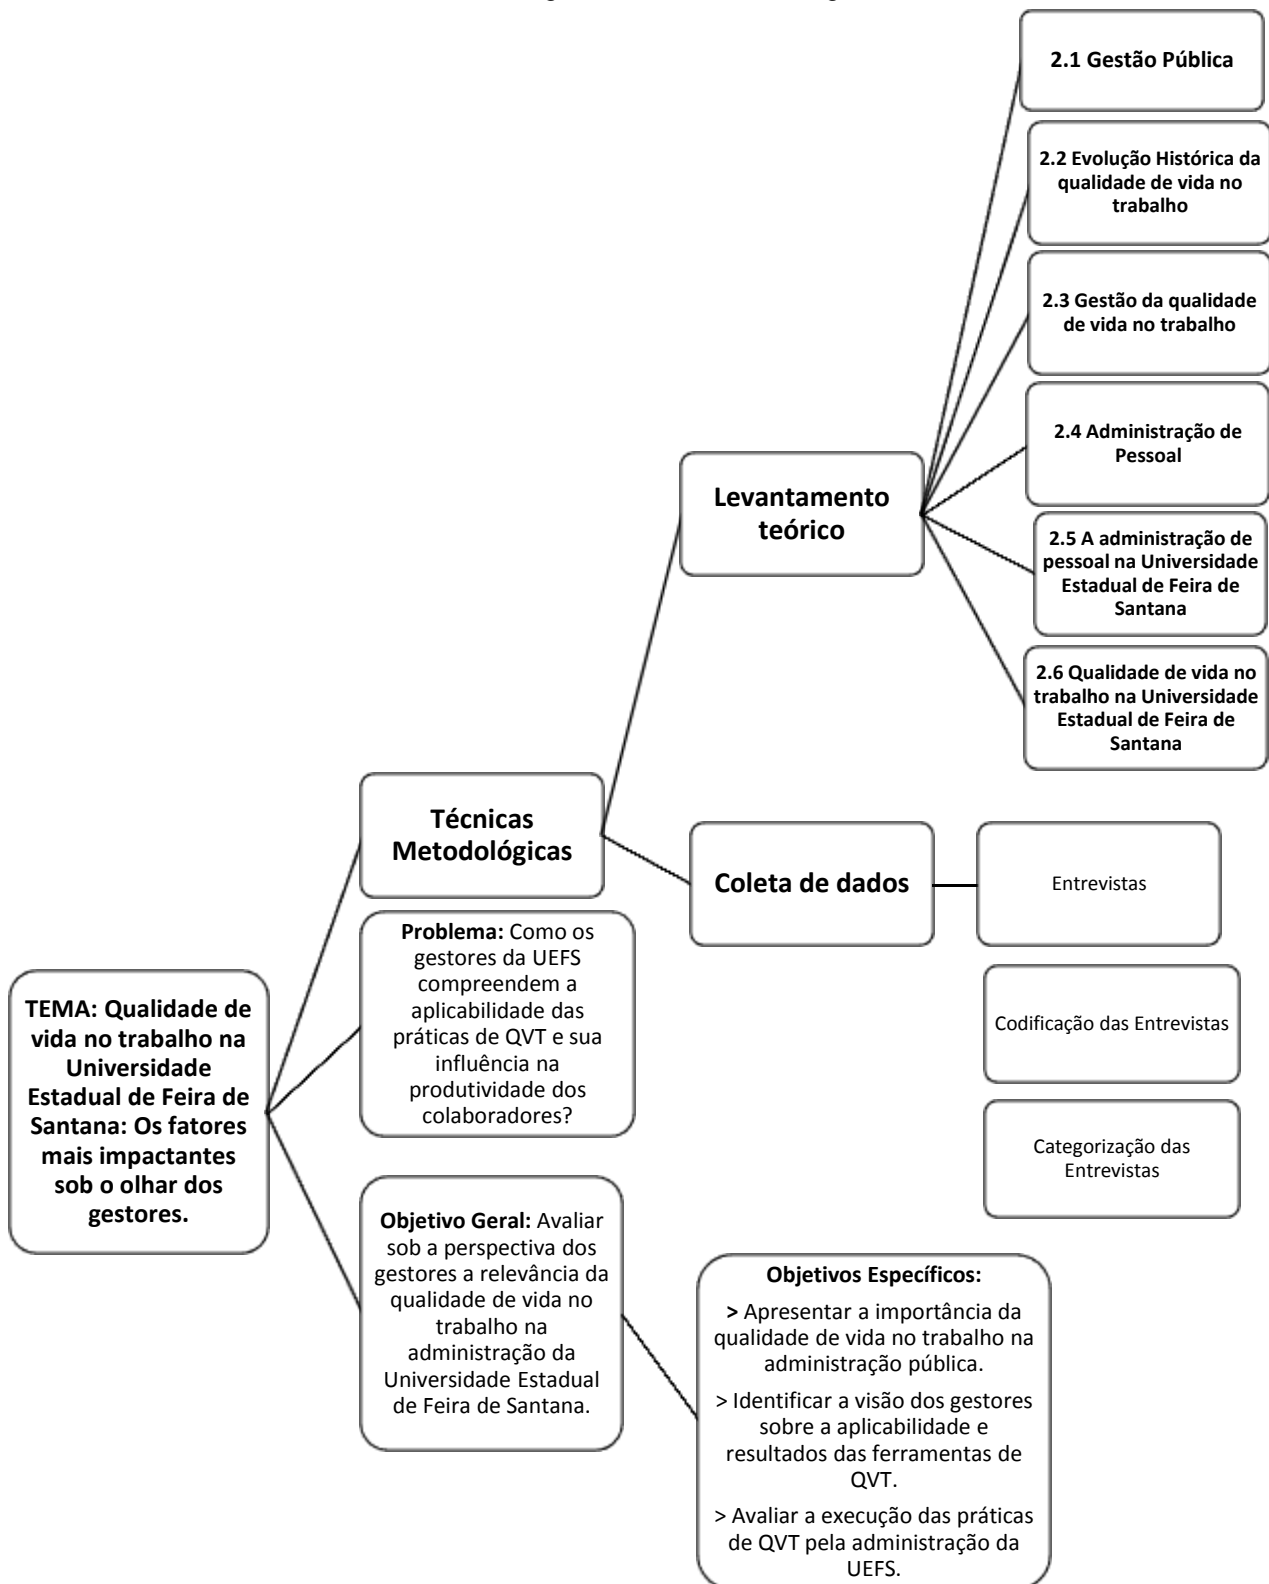 2.1 Gestão Pública
2.2 Evolução Histórica da
qualidade de vida no
trabalho
2.3 Gestão da qualidade
de vida no trabalho
2.4 Administração de
Pessoal
2.5 A administração de
pessoal na Universidade
Estadual de Feira de
Santana
2.6 Qualidade de vida no
trabalho na Universidade
Estadual de Feira de
Santana
Levantamento
teórico
Técnicas
Metodológicas
Coleta de dados
Entrevistas
Codificação das Entrevistas
Categorização das
Entrevistas
Problema: Como os
gestores da UEFS
compreendem a
aplicabilidade das
práticas de QVT e sua
influência na
produtividade dos
colaboradores?
TEMA: Qualidade de
vida no trabalho na
Universidade
Estadual de Feira de
Santana: Os fatores
mais impactantes
sob o olhar dos
gestores.
Objetivo Geral: Avaliar
sob a perspectiva dos
gestores a relevância da
qualidade de vida no
trabalho na
administração da
Universidade Estadual
de Feira de Santana.
Objetivos Específicos:
> Apresentar a importância da
qualidade de vida no trabalho na
administração pública.
> Identificar a visão dos gestores
sobre a aplicabilidade e
resultados das ferramentas de
QVT.
> Avaliar a execução das práticas
de QVT pela administração da
UEFS.